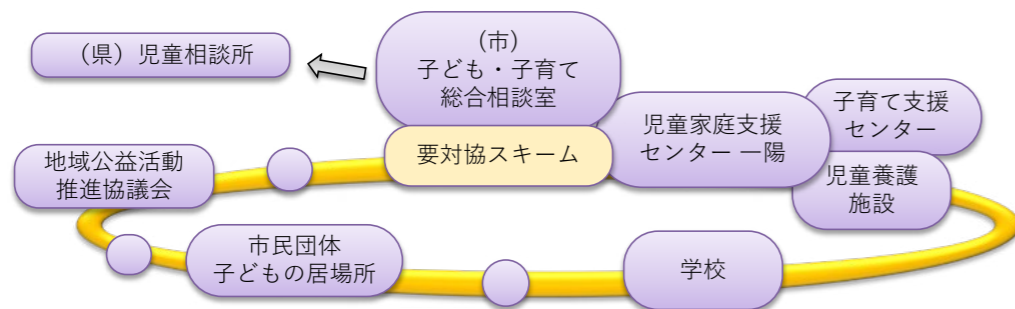 （県）児童相談所
（市）
子ども・子育て
総合相談室
要対協スキーム
児童家庭支援
センター 一陽
子育て支援
センター
児童養護
施設
地域公益活動
推進協議会
市民団体
子どもの居場所
学校